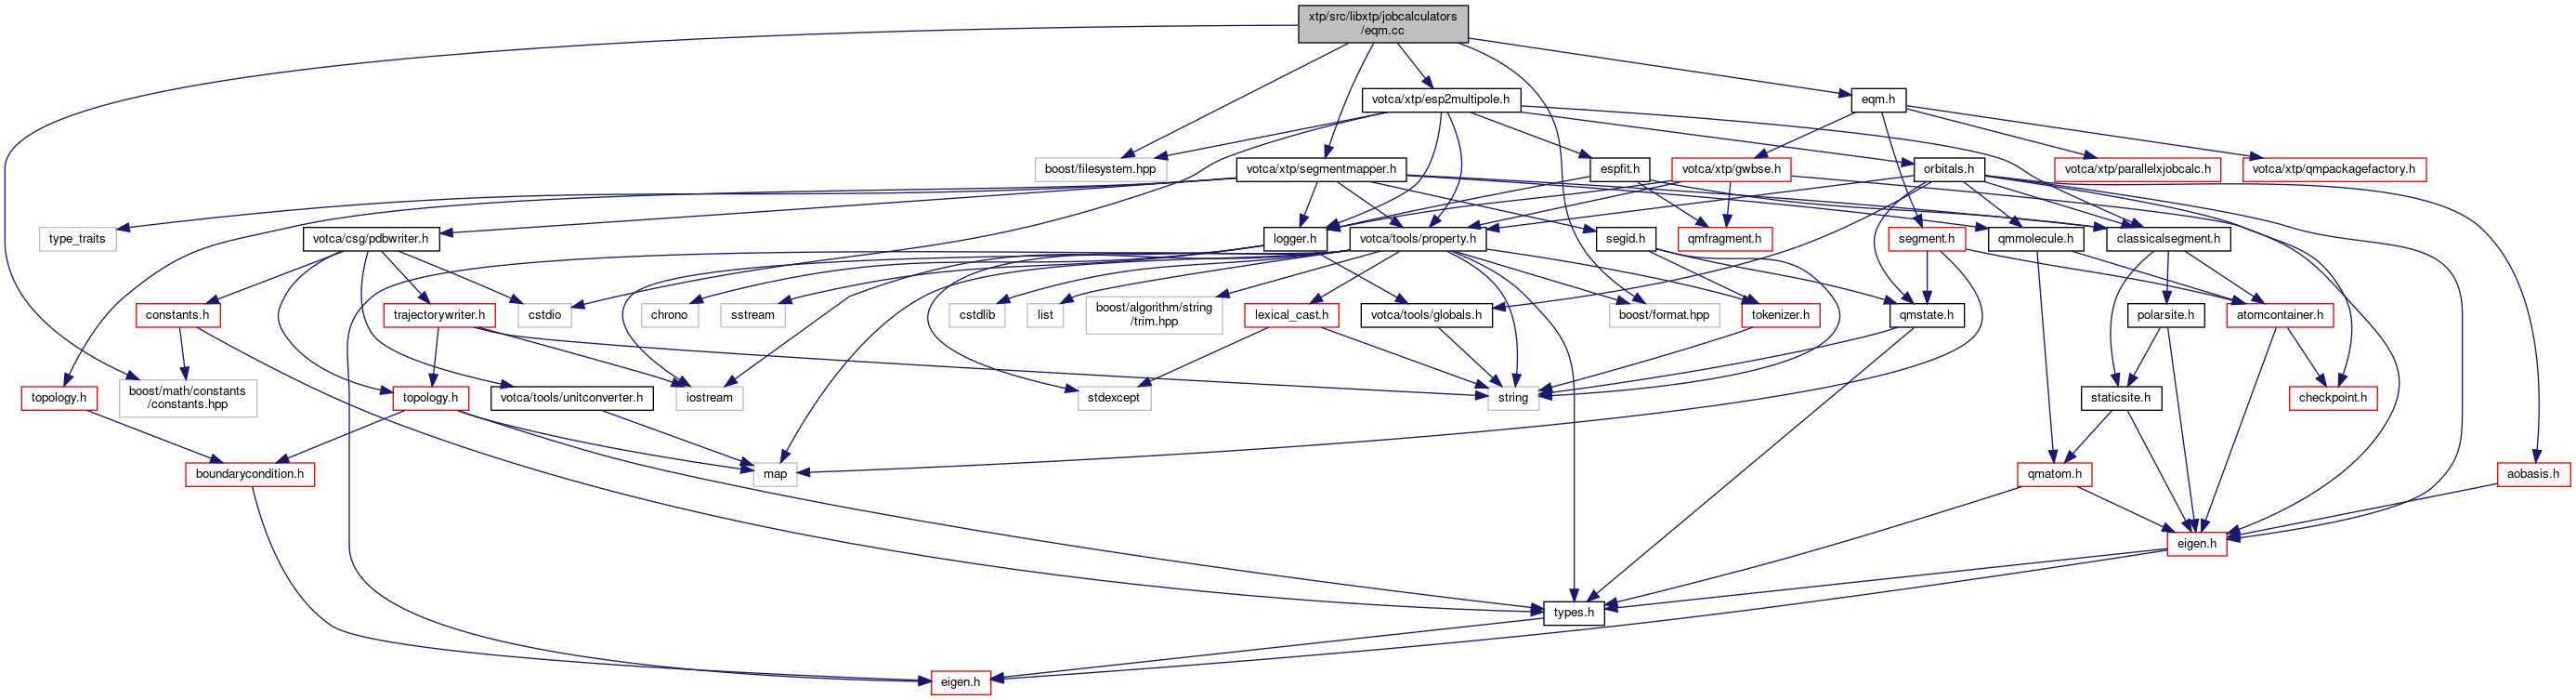 xtp/src/libxtp/jobcalculators
/eqm.cc
votca/xtp/esp2multipole.h
eqm.h
boost/filesystem.hpp
votca/xtp/segmentmapper.h
espfit.h
votca/xtp/gwbse.h
orbitals.h
votca/xtp/parallelxjobcalc.h
votca/xtp/qmpackagefactory.h
type_traits
votca/csg/pdbwriter.h
logger.h
votca/tools/property.h
segid.h
qmfragment.h
segment.h
qmmolecule.h
classicalsegment.h
constants.h
trajectorywriter.h
cstdio
chrono
sstream
cstdlib
list
boost/algorithm/string
/trim.hpp
lexical_cast.h
votca/tools/globals.h
boost/format.hpp
tokenizer.h
qmstate.h
polarsite.h
atomcontainer.h
topology.h
boost/math/constants
/constants.hpp
topology.h
votca/tools/unitconverter.h
iostream
stdexcept
string
staticsite.h
checkpoint.h
boundarycondition.h
map
qmatom.h
aobasis.h
eigen.h
types.h
eigen.h